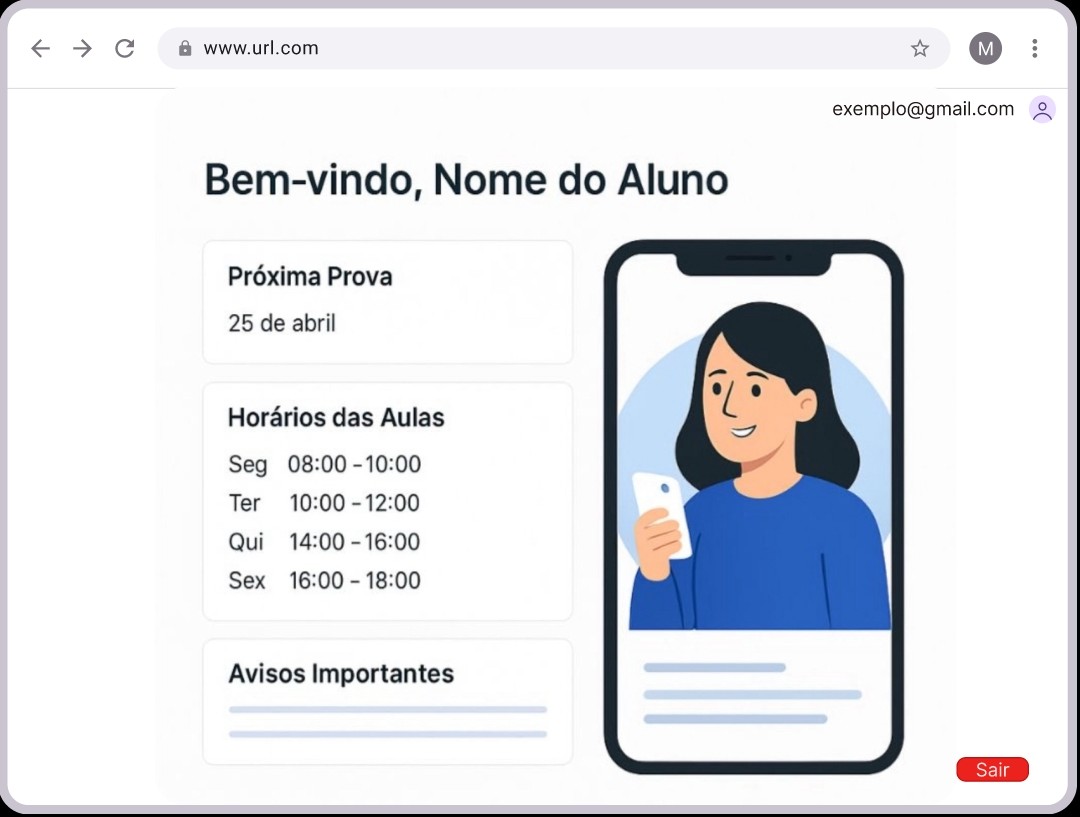 www.url.com
M
exemplo@gmail.com
Bem-vindo, Nome do Aluno
Próxima Prova
25 de abril
Horários das Aulas
Seg 08:00 – 10:00
Ter 10:00 – 12:00
Qui 14:00 – 16:00
Sex 16:00 – 18:00
Avisos Importantes
Sair